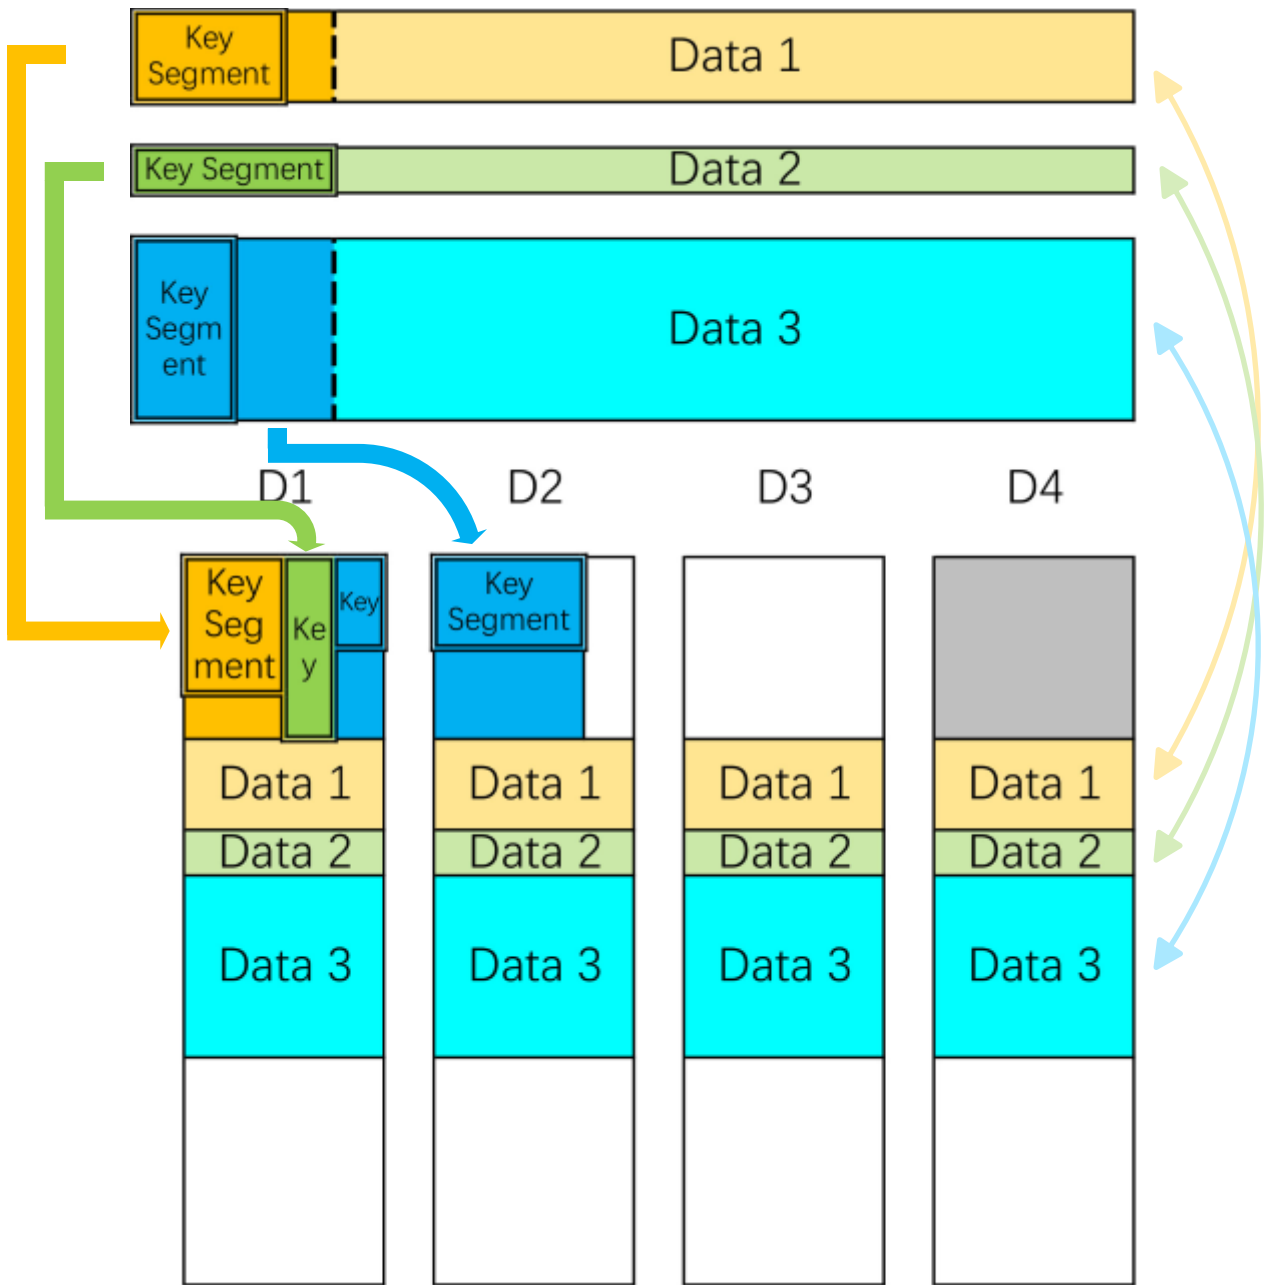 Key
Segment
Data 1
Key Segment
Data 2
Key
Segm
ent
Data 3
D1
D2
D3
D4
Key
Seg
ment
Ke
y
Key
Key
Segment
Data 1
Data 1
Data 1
Data 1
Data 2
Data 2
Data 2
Data 2
Data 3
Data 3
Data 3
Data 3